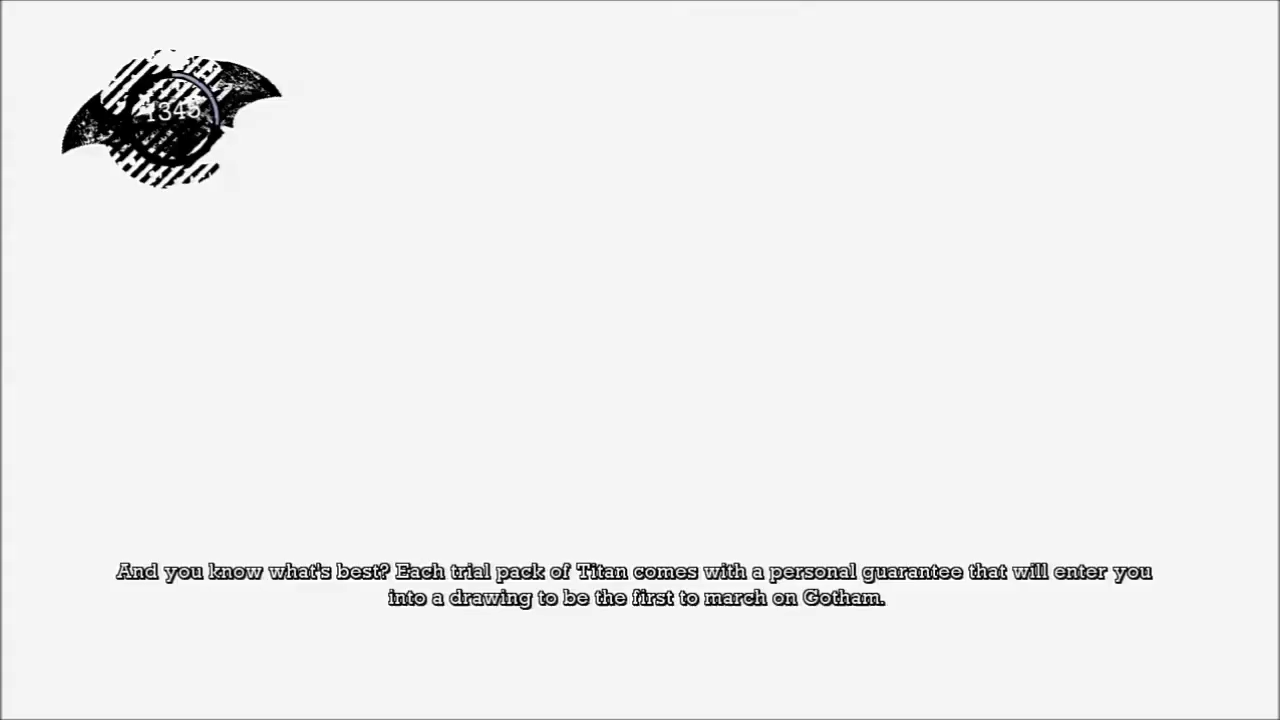 1345
And you know what's best? Each trial pack of Titan comes with a personal guarantee that will enter you
into a drawing to be the first to march on Gotham.